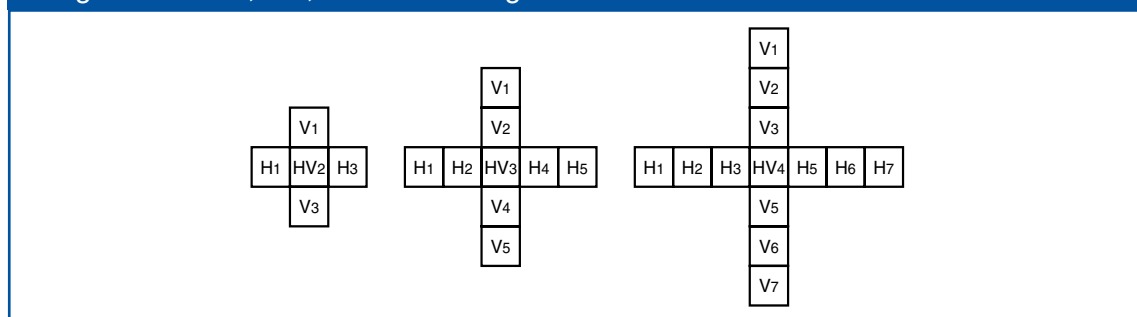 V1
V1 V2
V1 V2 V3
H1 HV2 H3 H1 H2 HV3 H4 H5 H1 H2 H3 HV4 H5 H6 H7
V3 V4 V5
V5 V6
V7